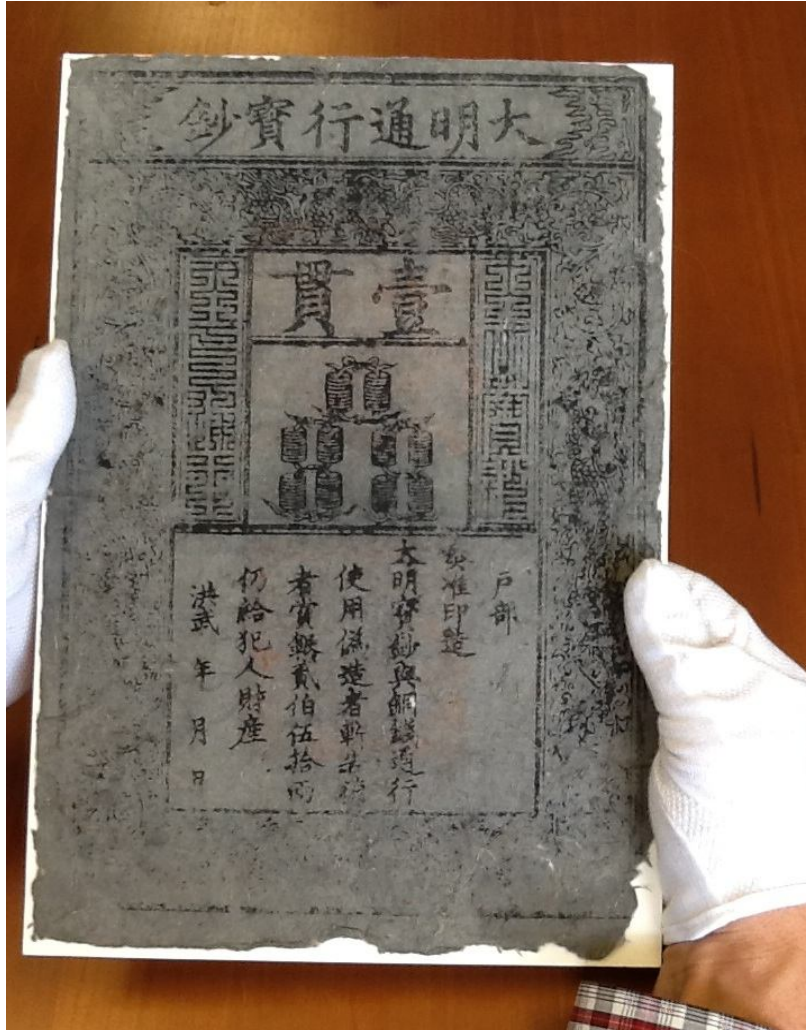 大明通行寶鈔
壹貫
户部
奏准印造
大明寶鈔與銅錢通行
使用僞造者斬告捕
者賞銀貳伯伍拾兩
仍給犯人財產
洪武 年 月 日